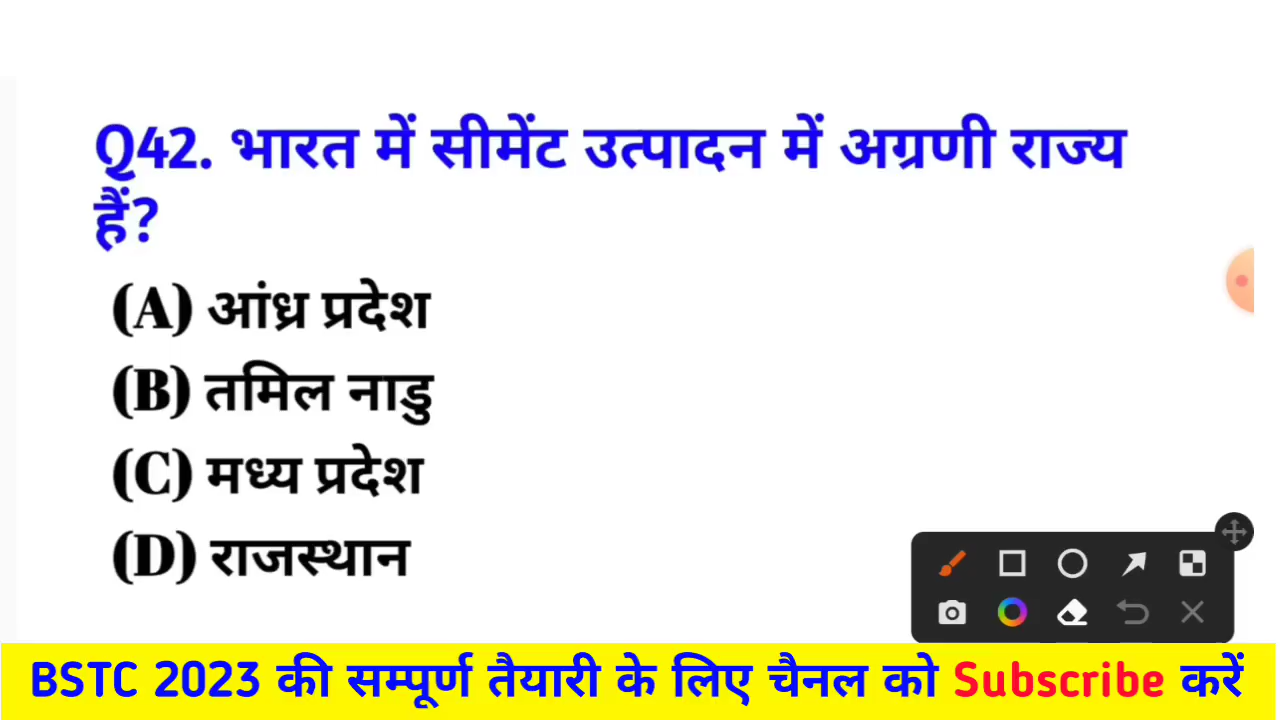 Q42. भारत में सीमेंट उत्पादन में अग्रणी राज्य
हैं?
(A) आंध्र प्रदेश
(B) तमिल नाडु
(C) मध्य प्रदेश
(D) राजस्थान
BSTC 2023 की सम्पूर्ण तैयारी के लिए चैनल को Subscribe करें